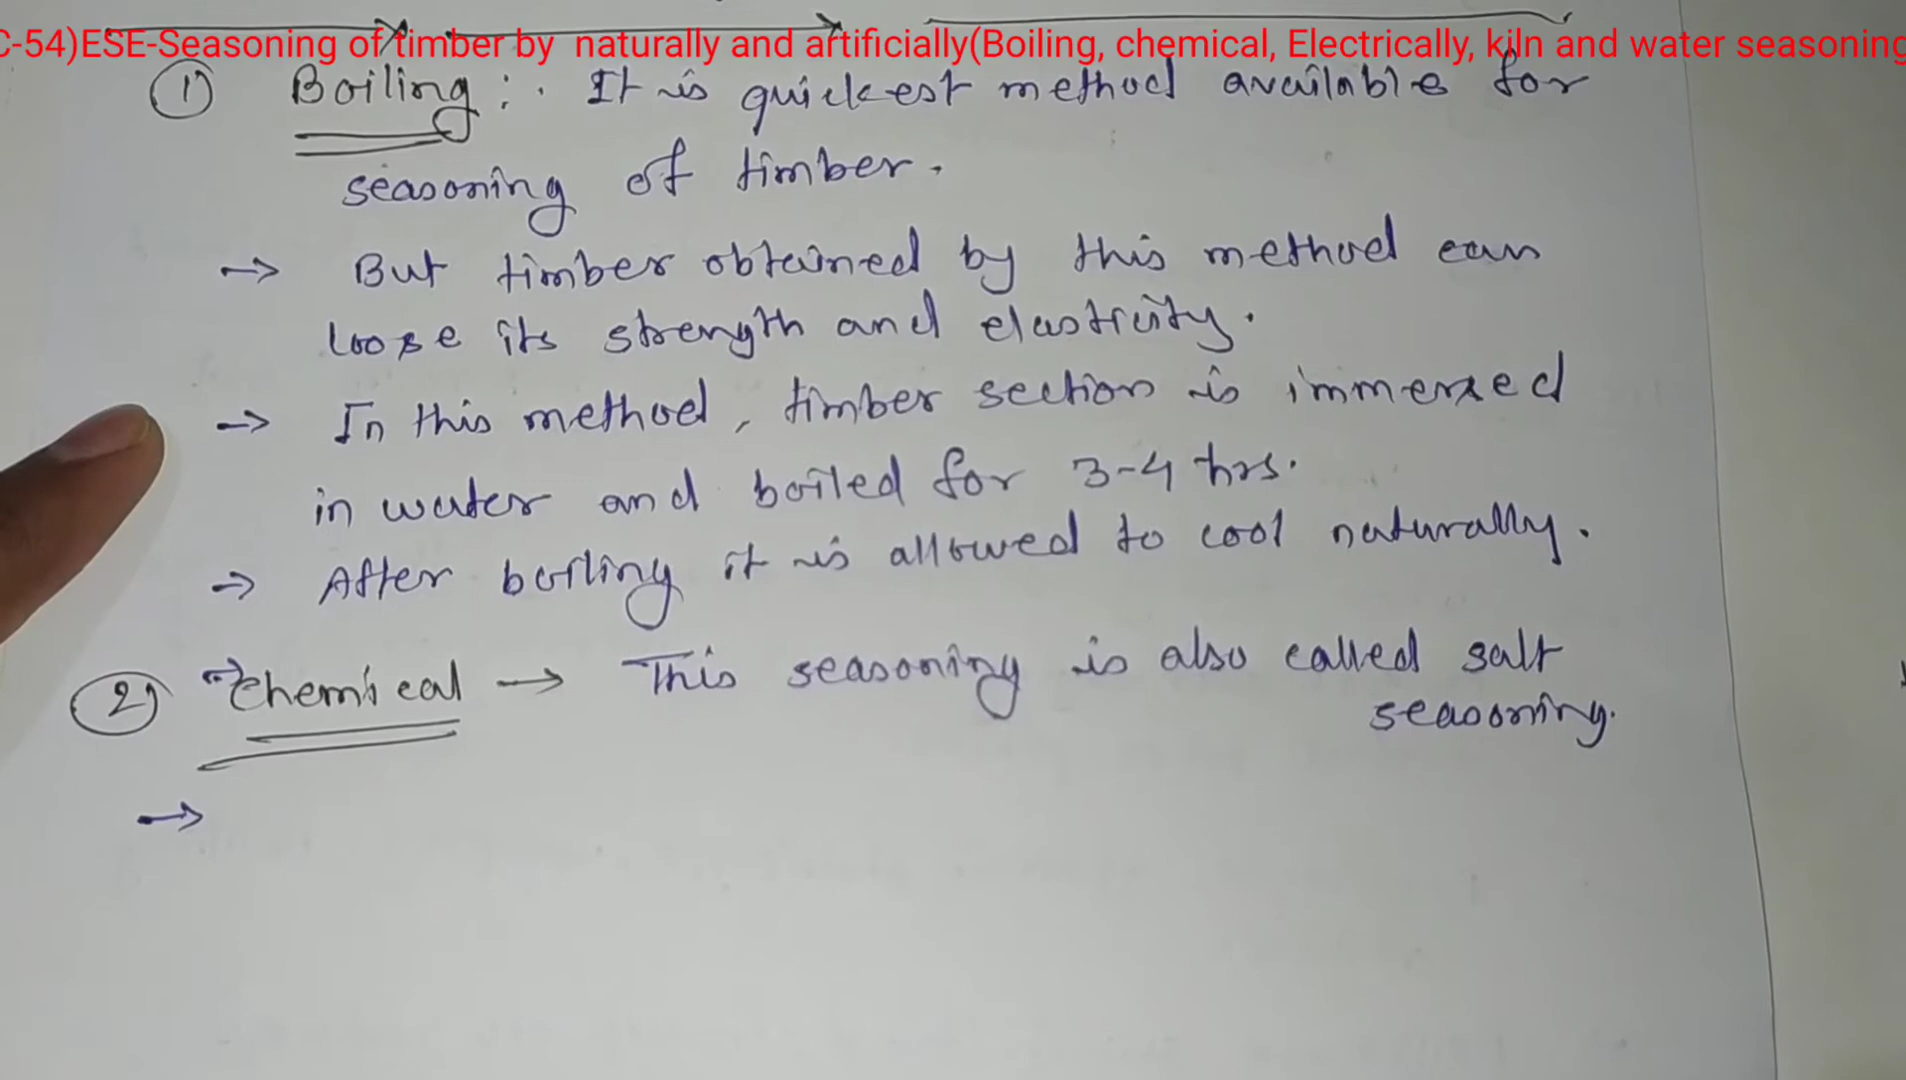 C-54)ESE-Seasoning of timber by naturally and artificially(Boiling, chemical, Electrically, kiln and water seasoning
1) Boiling :. It is quickest method available for
seasoning of timber.
→ But timber obtained by this method can
loose its strength and elasticity.
→ In this method, timber section is immersed
in water and boiled for 3-4 hrs.
→ After boiling it is allowed to cool naturally.
2) → Chemical → This seasoning is also called salt
seasoning.
→